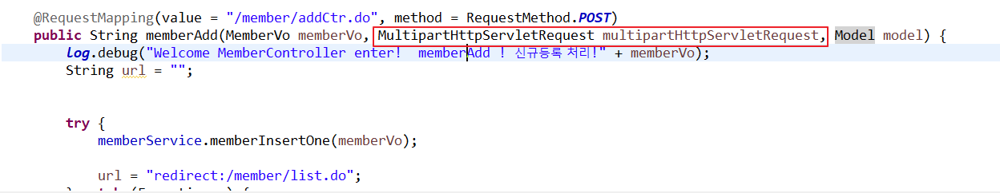 @RequestMapping(value = "/member/addCtr.do", method = RequestMethod.POST)
public String memberAdd(MemberVo memberVo, MultipartHttpServletRequest multipartHttpServletRequest, Model model) {
log.debug("Welcome MemberController enter!  memberAdd ! 신규등록 처리!" + memberVo);
String url = "";
try {
memberService.memberInsertOne(memberVo);
url = "redirect:/member/list.do";